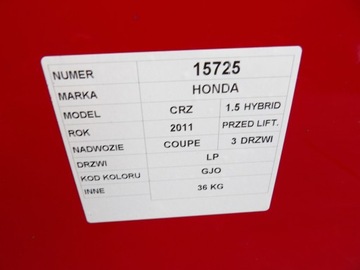 NUMER 15725
MARKA HONDA
MODEL CRZ 1.5 HYBRID
ROK 2011 PRZED LIFT.
NADWOZIE COUPE 3 DRZWI
DRZWI LP
KOD KOLORU GJO
INNE 36 KG